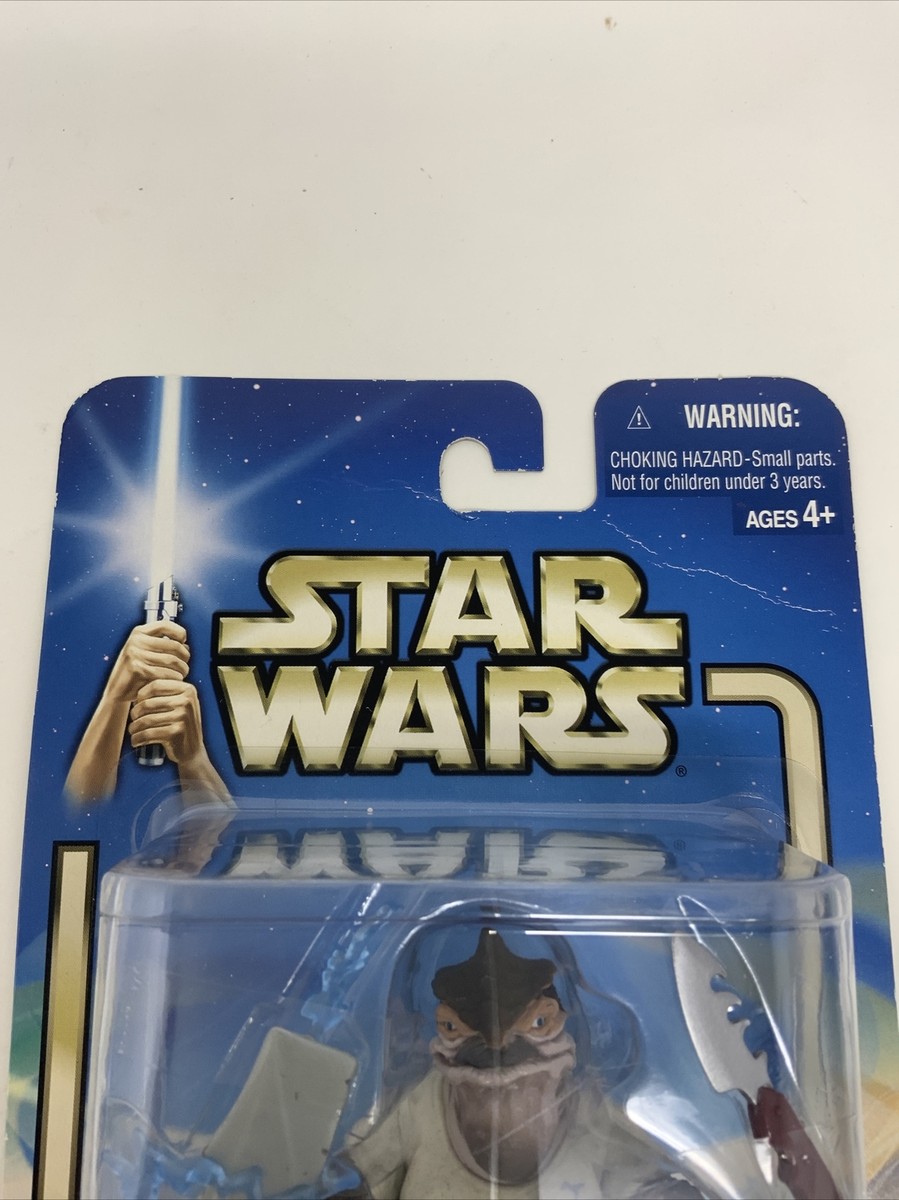 WARNING:
CHOKING HAZARD-Small parts.
Not for children under 3 years.
AGES 4+
STAR
WARS®